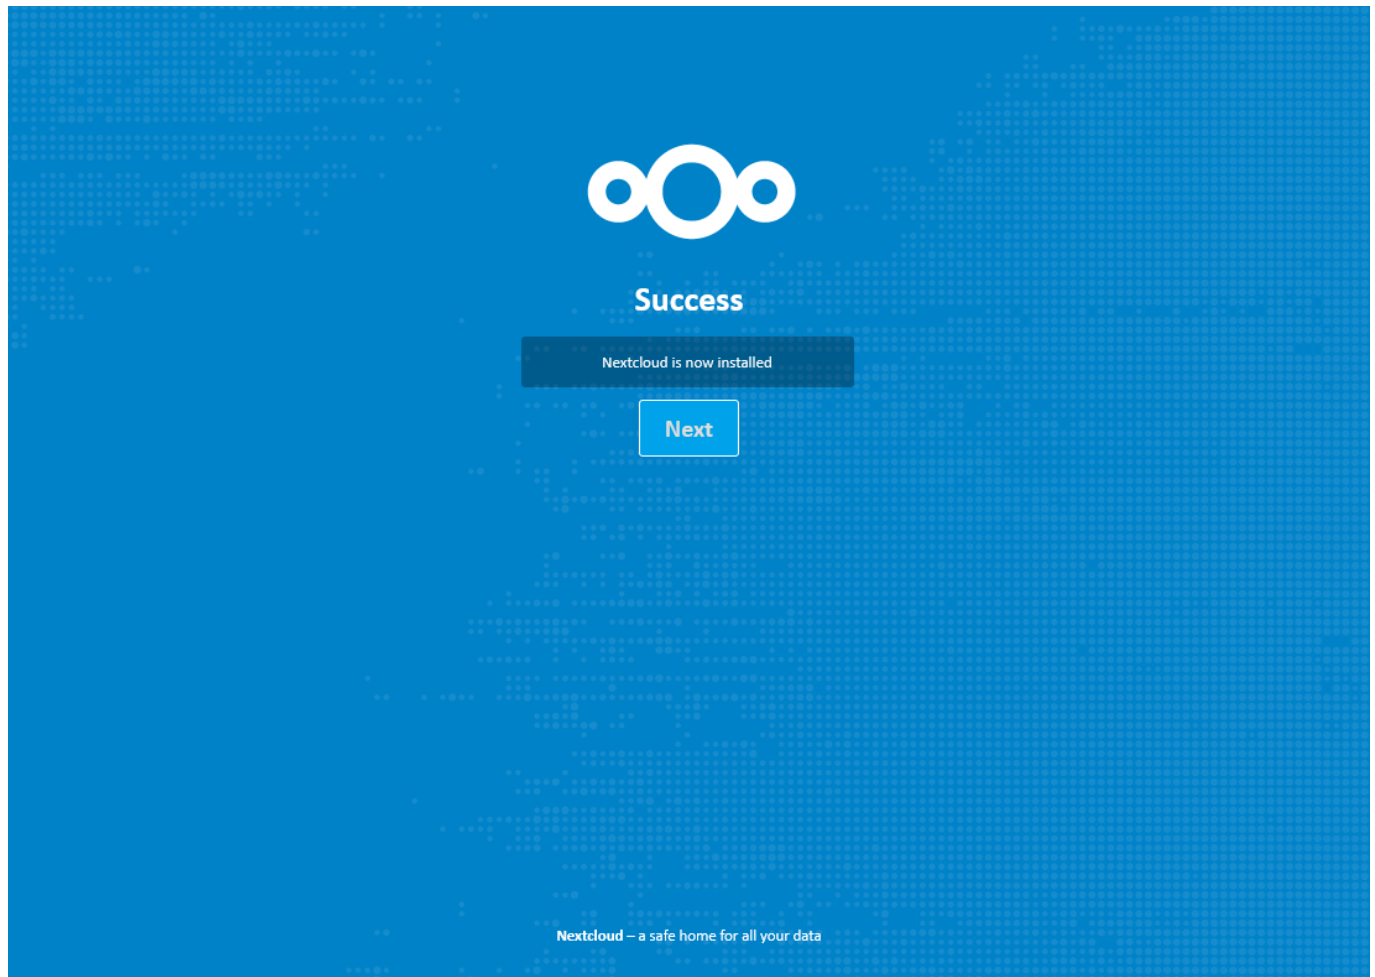 Success
Nextcloud is now installed
Next
Nextcloud – a safe home for all your data